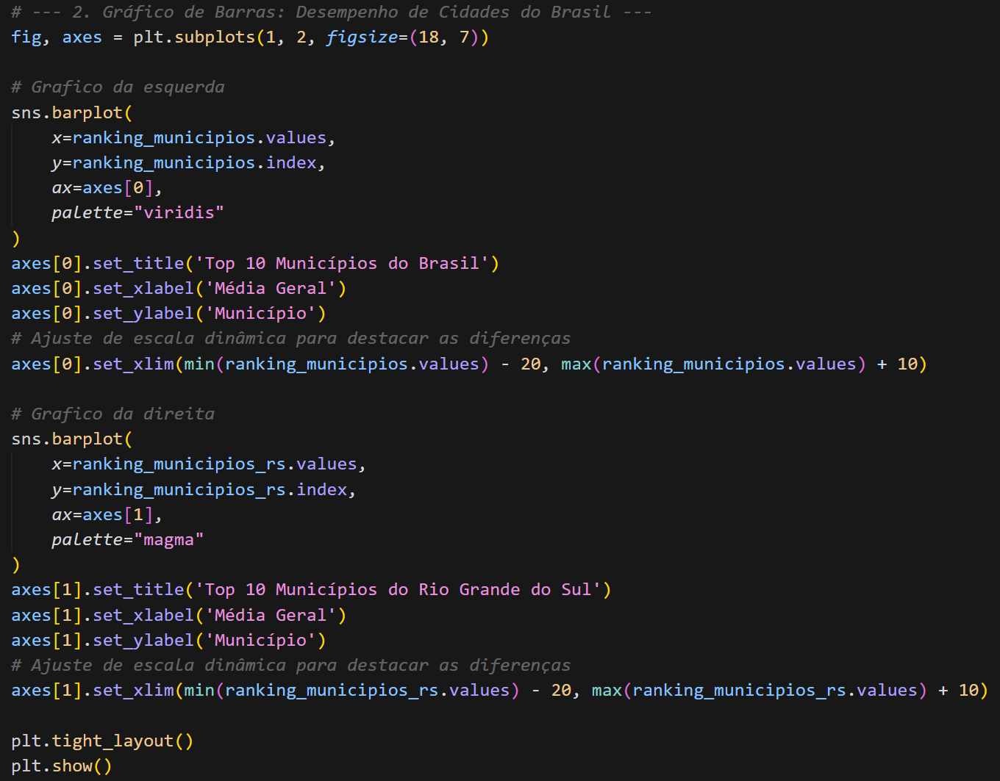 # --- 2. Gráfico de Barras: Desempenho de Cidades do Brasil ---
fig, axes = plt.subplots(1, 2, figsize=(18, 7))

# Grafico da esquerda
sns.barplot(
    x=ranking_municipios.values,
    y=ranking_municipios.index,
    ax=axes[0],
    palette="viridis"
)
axes[0].set_title('Top 10 Municípios do Brasil')
axes[0].set_xlabel('Média Geral')
axes[0].set_ylabel('Município')
# Ajuste de escala dinâmica para destacar as diferenças
axes[0].set_xlim(min(ranking_municipios.values) - 20, max(ranking_municipios.values) + 10)

# Grafico da direita
sns.barplot(
    x=ranking_municipios_rs.values,
    y=ranking_municipios_rs.index,
    ax=axes[1],
    palette="magma"
)
axes[1].set_title('Top 10 Municípios do Rio Grande do Sul')
axes[1].set_xlabel('Média Geral')
axes[1].set_ylabel('Município')
# Ajuste de escala dinâmica para destacar as diferenças
axes[1].set_xlim(min(ranking_municipios_rs.values) - 20, max(ranking_municipios_rs.values) + 10)

plt.tight_layout()
plt.show()